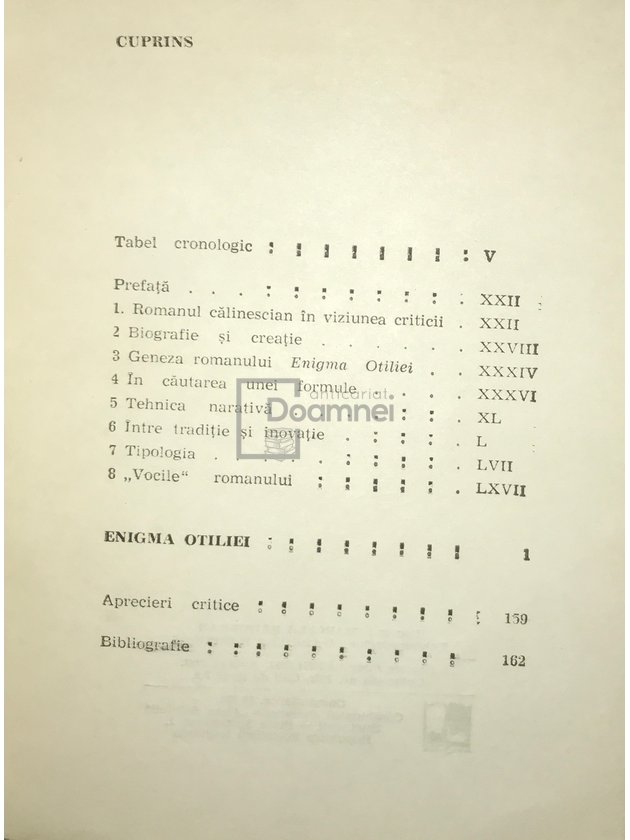 CUPRINS
Tabel cronologic V
Prefață . . . . XXII
1. Romanul călinescian în viziunea criticii . XXII
2 Biografie și creație . . . . . . XXVIII
3 Geneza romanului Enigma Otiliei . . XXXIV
4 În căutarea unei formule . . . XXXVI
anticariat
Doamnei
5 Tehnica narativă . XL
6 Între tradiție și inovație . . L
7 Tipologia . . . . LVII
8 „Vocile“ romanului . LXVII
ENIGMA OTILIEI 1
Aprecieri critice 159
Bibliografie 162